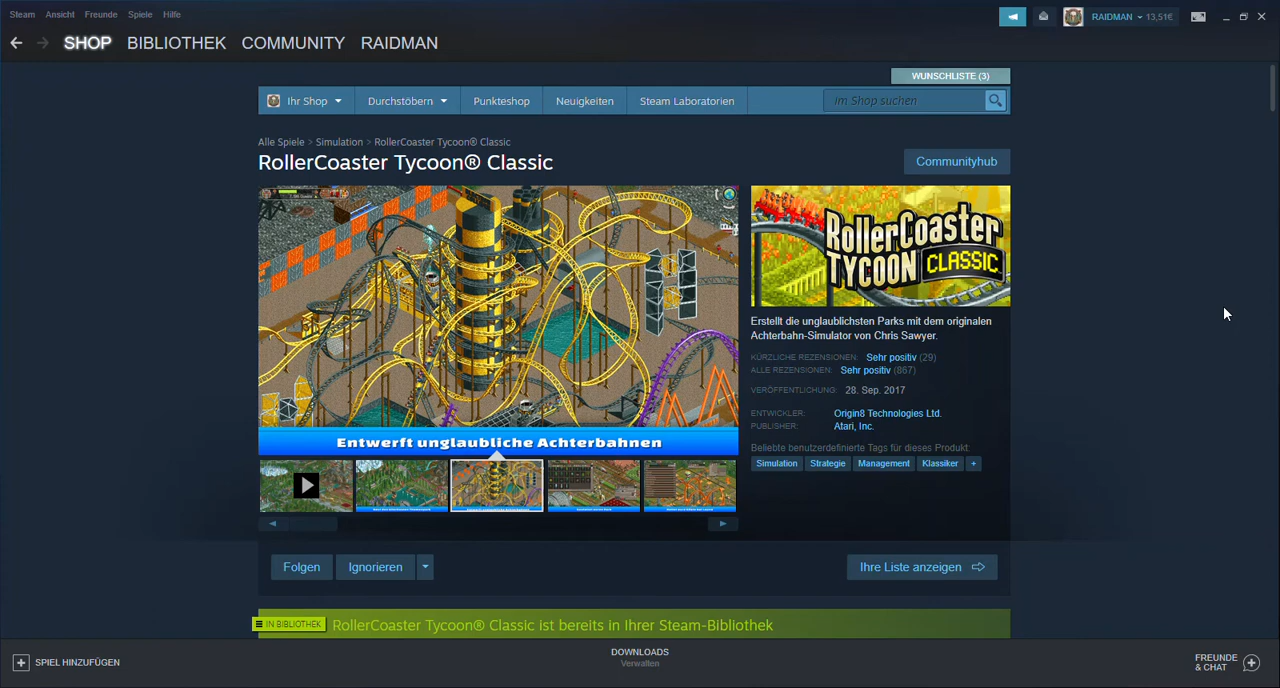 Steam Ansicht Freunde Spiele Hilfe
RAIDMAN 13,51€
SHOP BIBLIOTHEK COMMUNITY RAIDMAN
WUNSCHLISTE (3)
Ihr Shop Durchstöbern Punkteshop Neuigkeiten Steam Laboratorien Im Shop suchen
Alle Spiele > Simulation > RollerCoaster Tycoon® Classic
RollerCoaster Tycoon® Classic
Communityhub
RollerCoaster
TYCOON CLASSIC
Erstellt die unglaublichsten Parks mit dem originalen
Achterbahn-Simulator von Chris Sawyer.
KÜRZLICHE REZENSIONEN: Sehr positiv (29)
ALLE REZENSIONEN: Sehr positiv (867)
VERÖFFENTLICHUNG: 28. Sep. 2017
ENTWICKLER: Origin8 Technologies Ltd.
PUBLISHER: Atari, Inc.
Beliebte benutzerdefinierte Tags für dieses Produkt:
Simulation Strategie Management Klassiker +
Entwerft unglaubliche Achterbahnen
Folgen Ignorieren Ihre Liste anzeigen
IN BIBLIOTHEK RollerCoaster Tycoon® Classic ist bereits in Ihrer Steam-Bibliothek
SPIEL HINZUFÜGEN
DOWNLOADS
Verwalten
FREUNDE
& CHAT